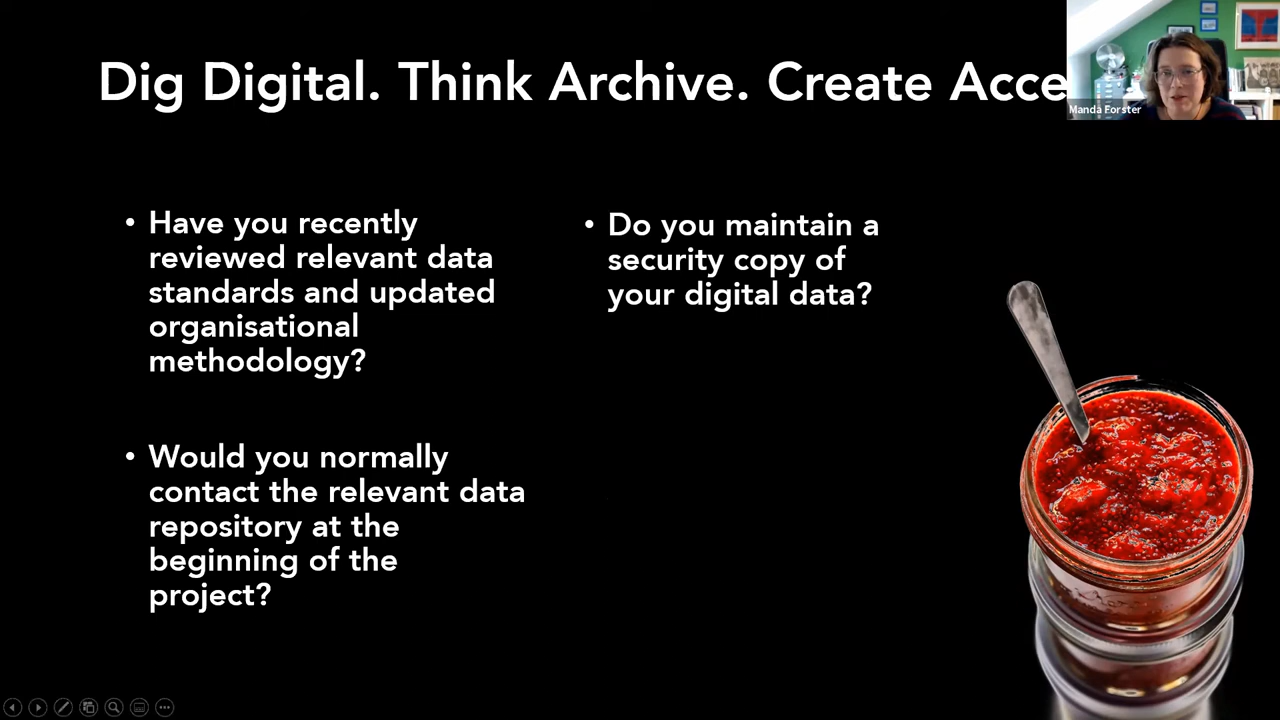 Dig Digital. Think Archive. Create Acce
Manda Forster
Have you recently
reviewed relevant data
standards and updated
organisational
methodology?
Would you normally
contact the relevant data
repository at the
beginning of the
project?
Do you maintain a
security copy of
your digital data?